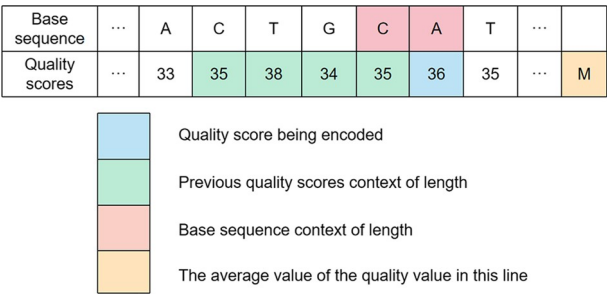 Base sequence ... A C T G C A T ...
Quality scores ... 33 35 38 34 35 36 35 ... M
Quality score being encoded
Previous quality scores context of length
Base sequence context of length
The average value of the quality value in this line